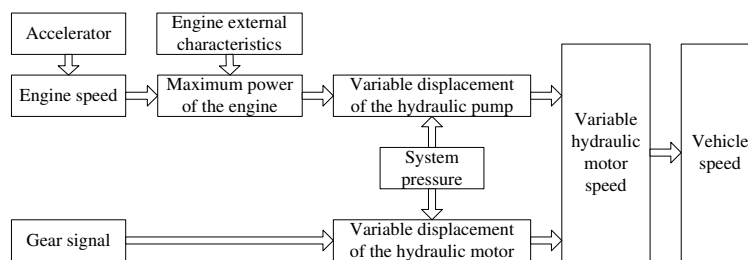 Accelerator
Engine external
characteristics
Engine speed
Maximum power
of the engine
Variable displacement
of the hydraulic pump
System
pressure
Gear signal
Variable displacement
of the hydraulic motor
Variable
hydraulic
motor
speed
Vehicle
speed